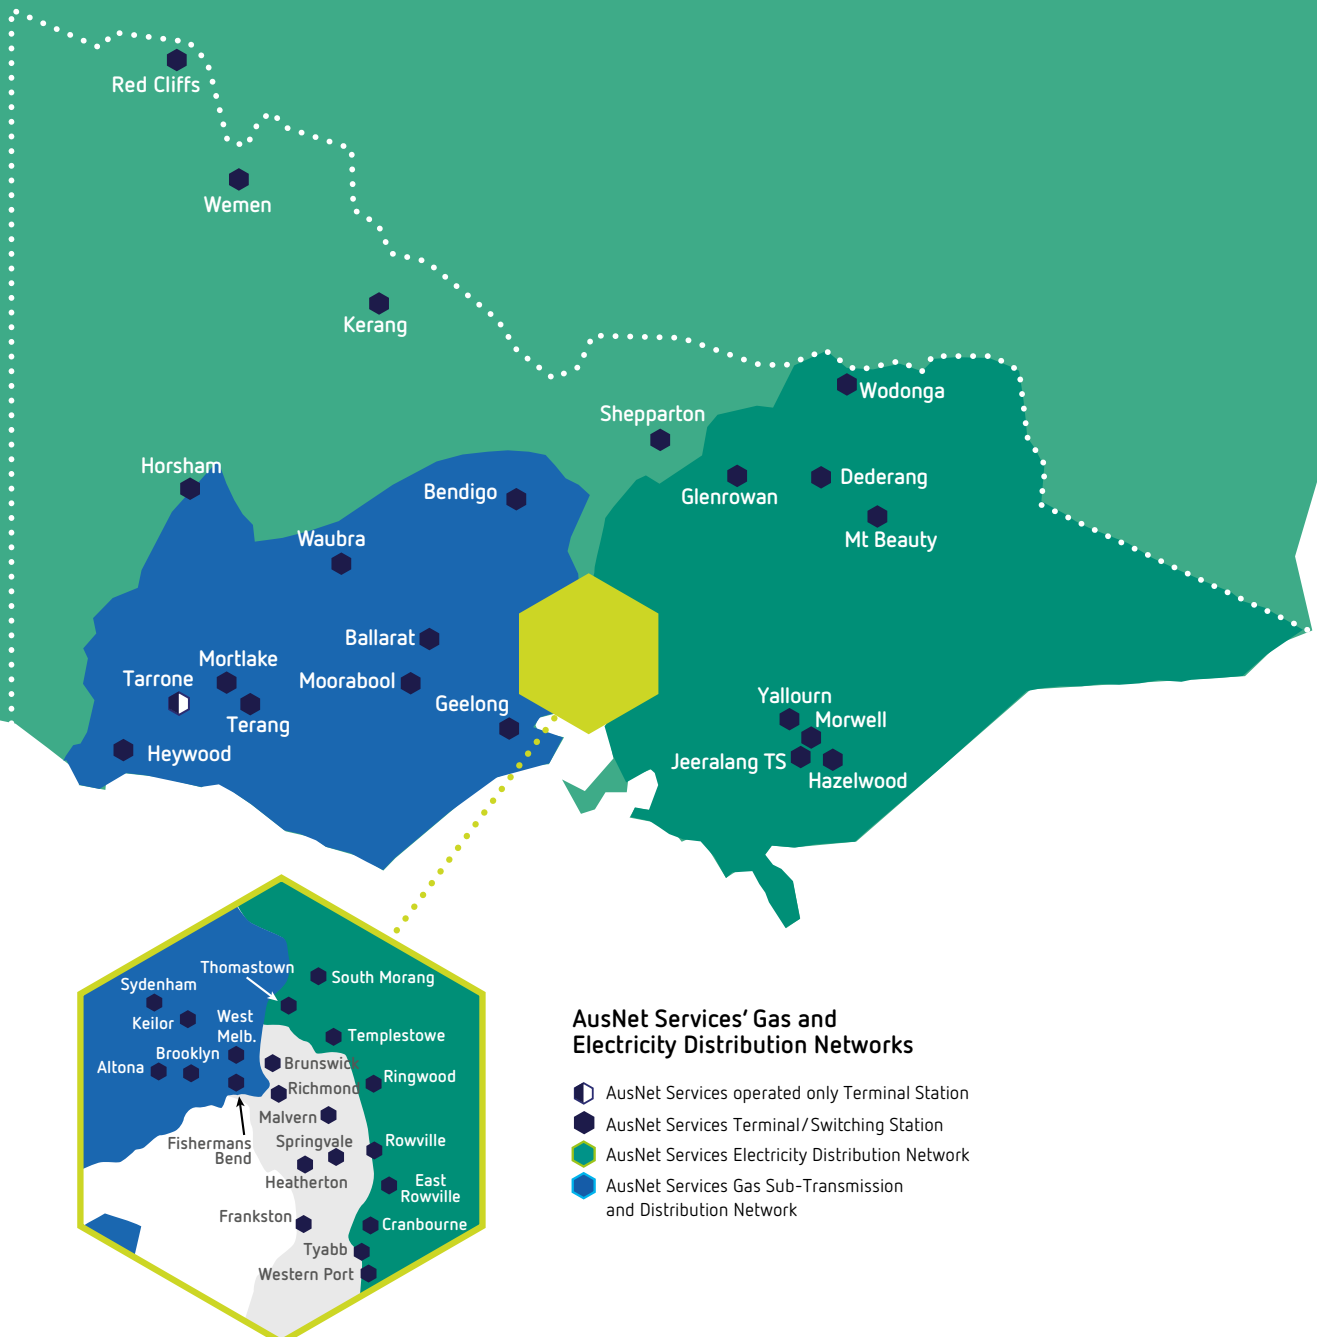 Red Cliffs
Wemen
Kerang
Wodonga
Shepparton
Horsham
Dederang
Bendigo
Glenrowan
Waubra
Mt Beauty
Ballarat
Mortlake
Tarrone
Moorabool
Yallourn
Geelong
Morwell
Terang
Heywood
Jeeralang TS
Hazelwood
Thomastown
South Morang
Sydenham
Keilor
West
Melb.
Templestowe
Brooklyn
Brunswick
Altona
Ringwood
Richmond
Malvern
Fishermans
Bend
Springvale
Rowville
Heatherton
East
Rowville
Frankston
Cranbourne
Tyabb
Western Port
AusNet Services' Gas and
Electricity Distribution Networks
AusNet Services operated only Terminal Station
AusNet Services Terminal/Switching Station
AusNet Services Electricity Distribution Network
AusNet Services Gas Sub-Transmission
and Distribution Network